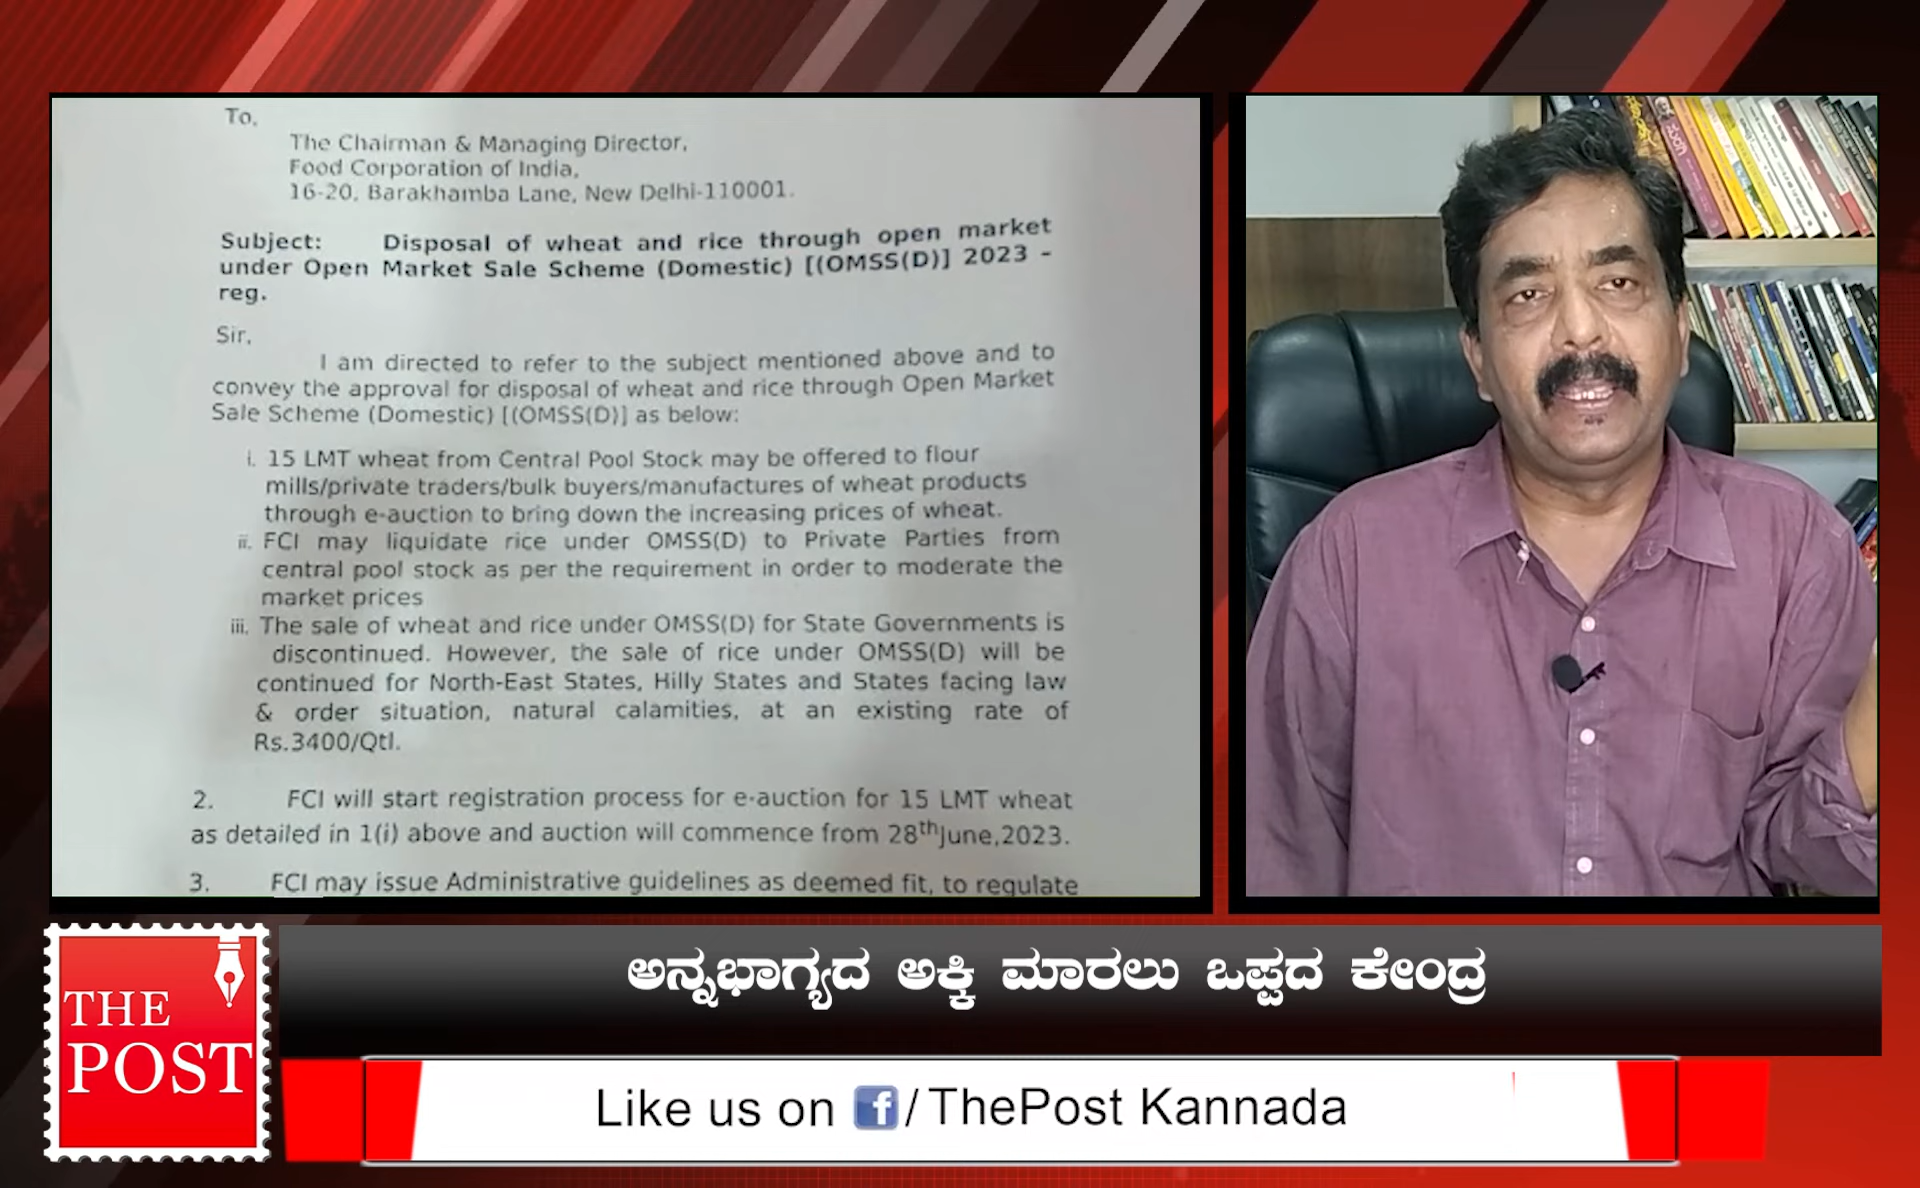 To,
The Chairman & Managing Director,
Food Corporation of India,
16-20, Barakhamba Lane, New Delhi-110001.
Subject: Disposal of wheat and rice through open market
under Open Market Sale Scheme (Domestic) [(OMSS(D)] 2023 -
reg.
Sir,
I am directed to refer to the subject mentioned above and to
convey the approval for disposal of wheat and rice through Open Market
Sale Scheme (Domestic) [(OMSS(D)] as below:
i. 15 LMT wheat from Central Pool Stock may be offered to flour
mills/private traders/bulk buyers/manufactures of wheat products
through e-auction to bring down the increasing prices of wheat.
ii. FCI may liquidate rice under OMSS(D) to Private Parties from
central pool stock as per the requirement in order to moderate the
market prices
iii. The sale of wheat and rice under OMSS(D) for State Governments is
discontinued. However, the sale of rice under OMSS(D) will be
continued for North-East States, Hilly States and States facing law
& order situation, natural calamities, at an existing rate of
Rs.3400/Qtl.
2. FCI will start registration process for e-auction for 15 LMT wheat
as detailed in 1(i) above and auction will commence from 28th June,2023.
3. FCI may issue Administrative guidelines as deemed fit, to regulate
ಅನ್ನಭಾಗ್ಯದ ಅಕ್ಕಿ ಮಾರಲು ಒಪ್ಪದ ಕೇಂದ್ರ
THE
POST
Like us on f/ThePost Kannada